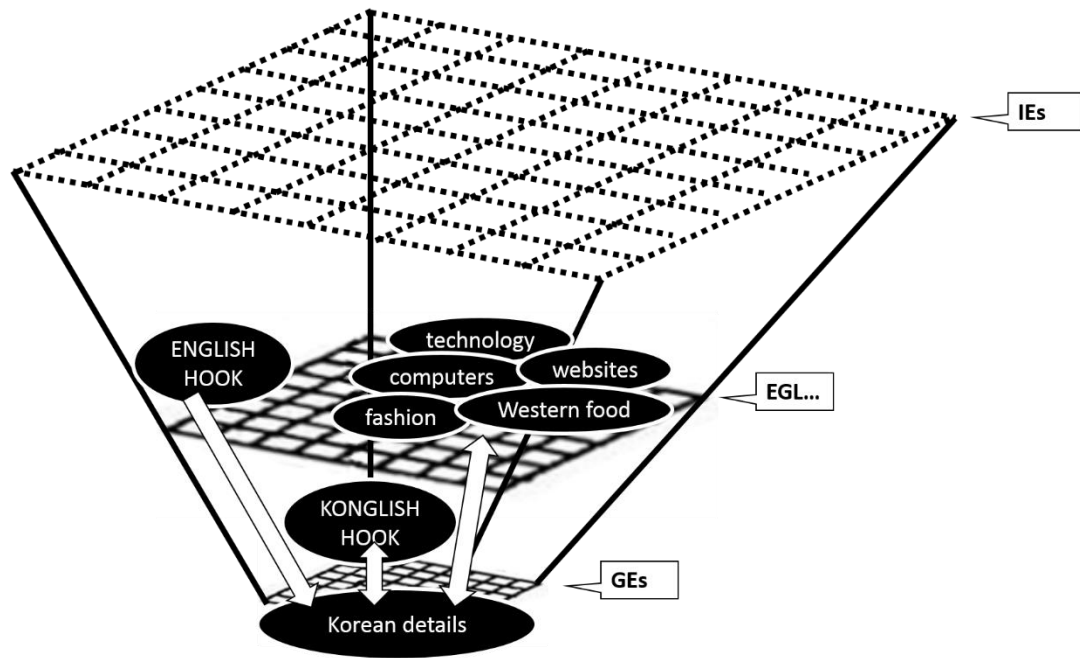 IEs
technology
ENGLISH
HOOK
computers
websites
EGL...
fashion
Western food
KONGLISH
HOOK
GEs
Korean details